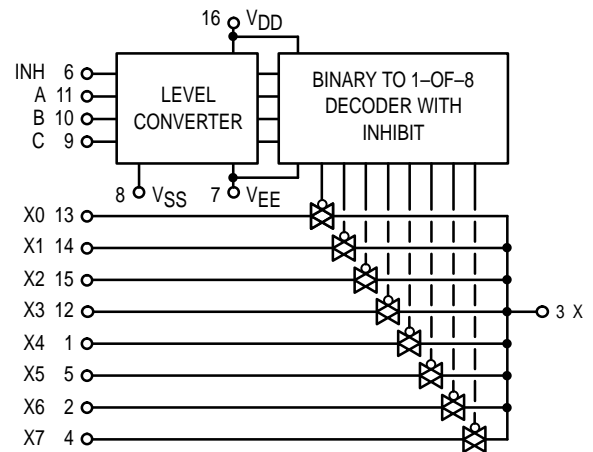 16 VDD
INH 6
A 11
B 10
C 9
LEVEL
CONVERTER
BINARY TO 1–OF–8
DECODER WITH
INHIBIT
8 VSS
7 VEE
X0 13
X1 14
X2 15
X3 12
3 X
X4 1
X5 5
X6 2
X7 4